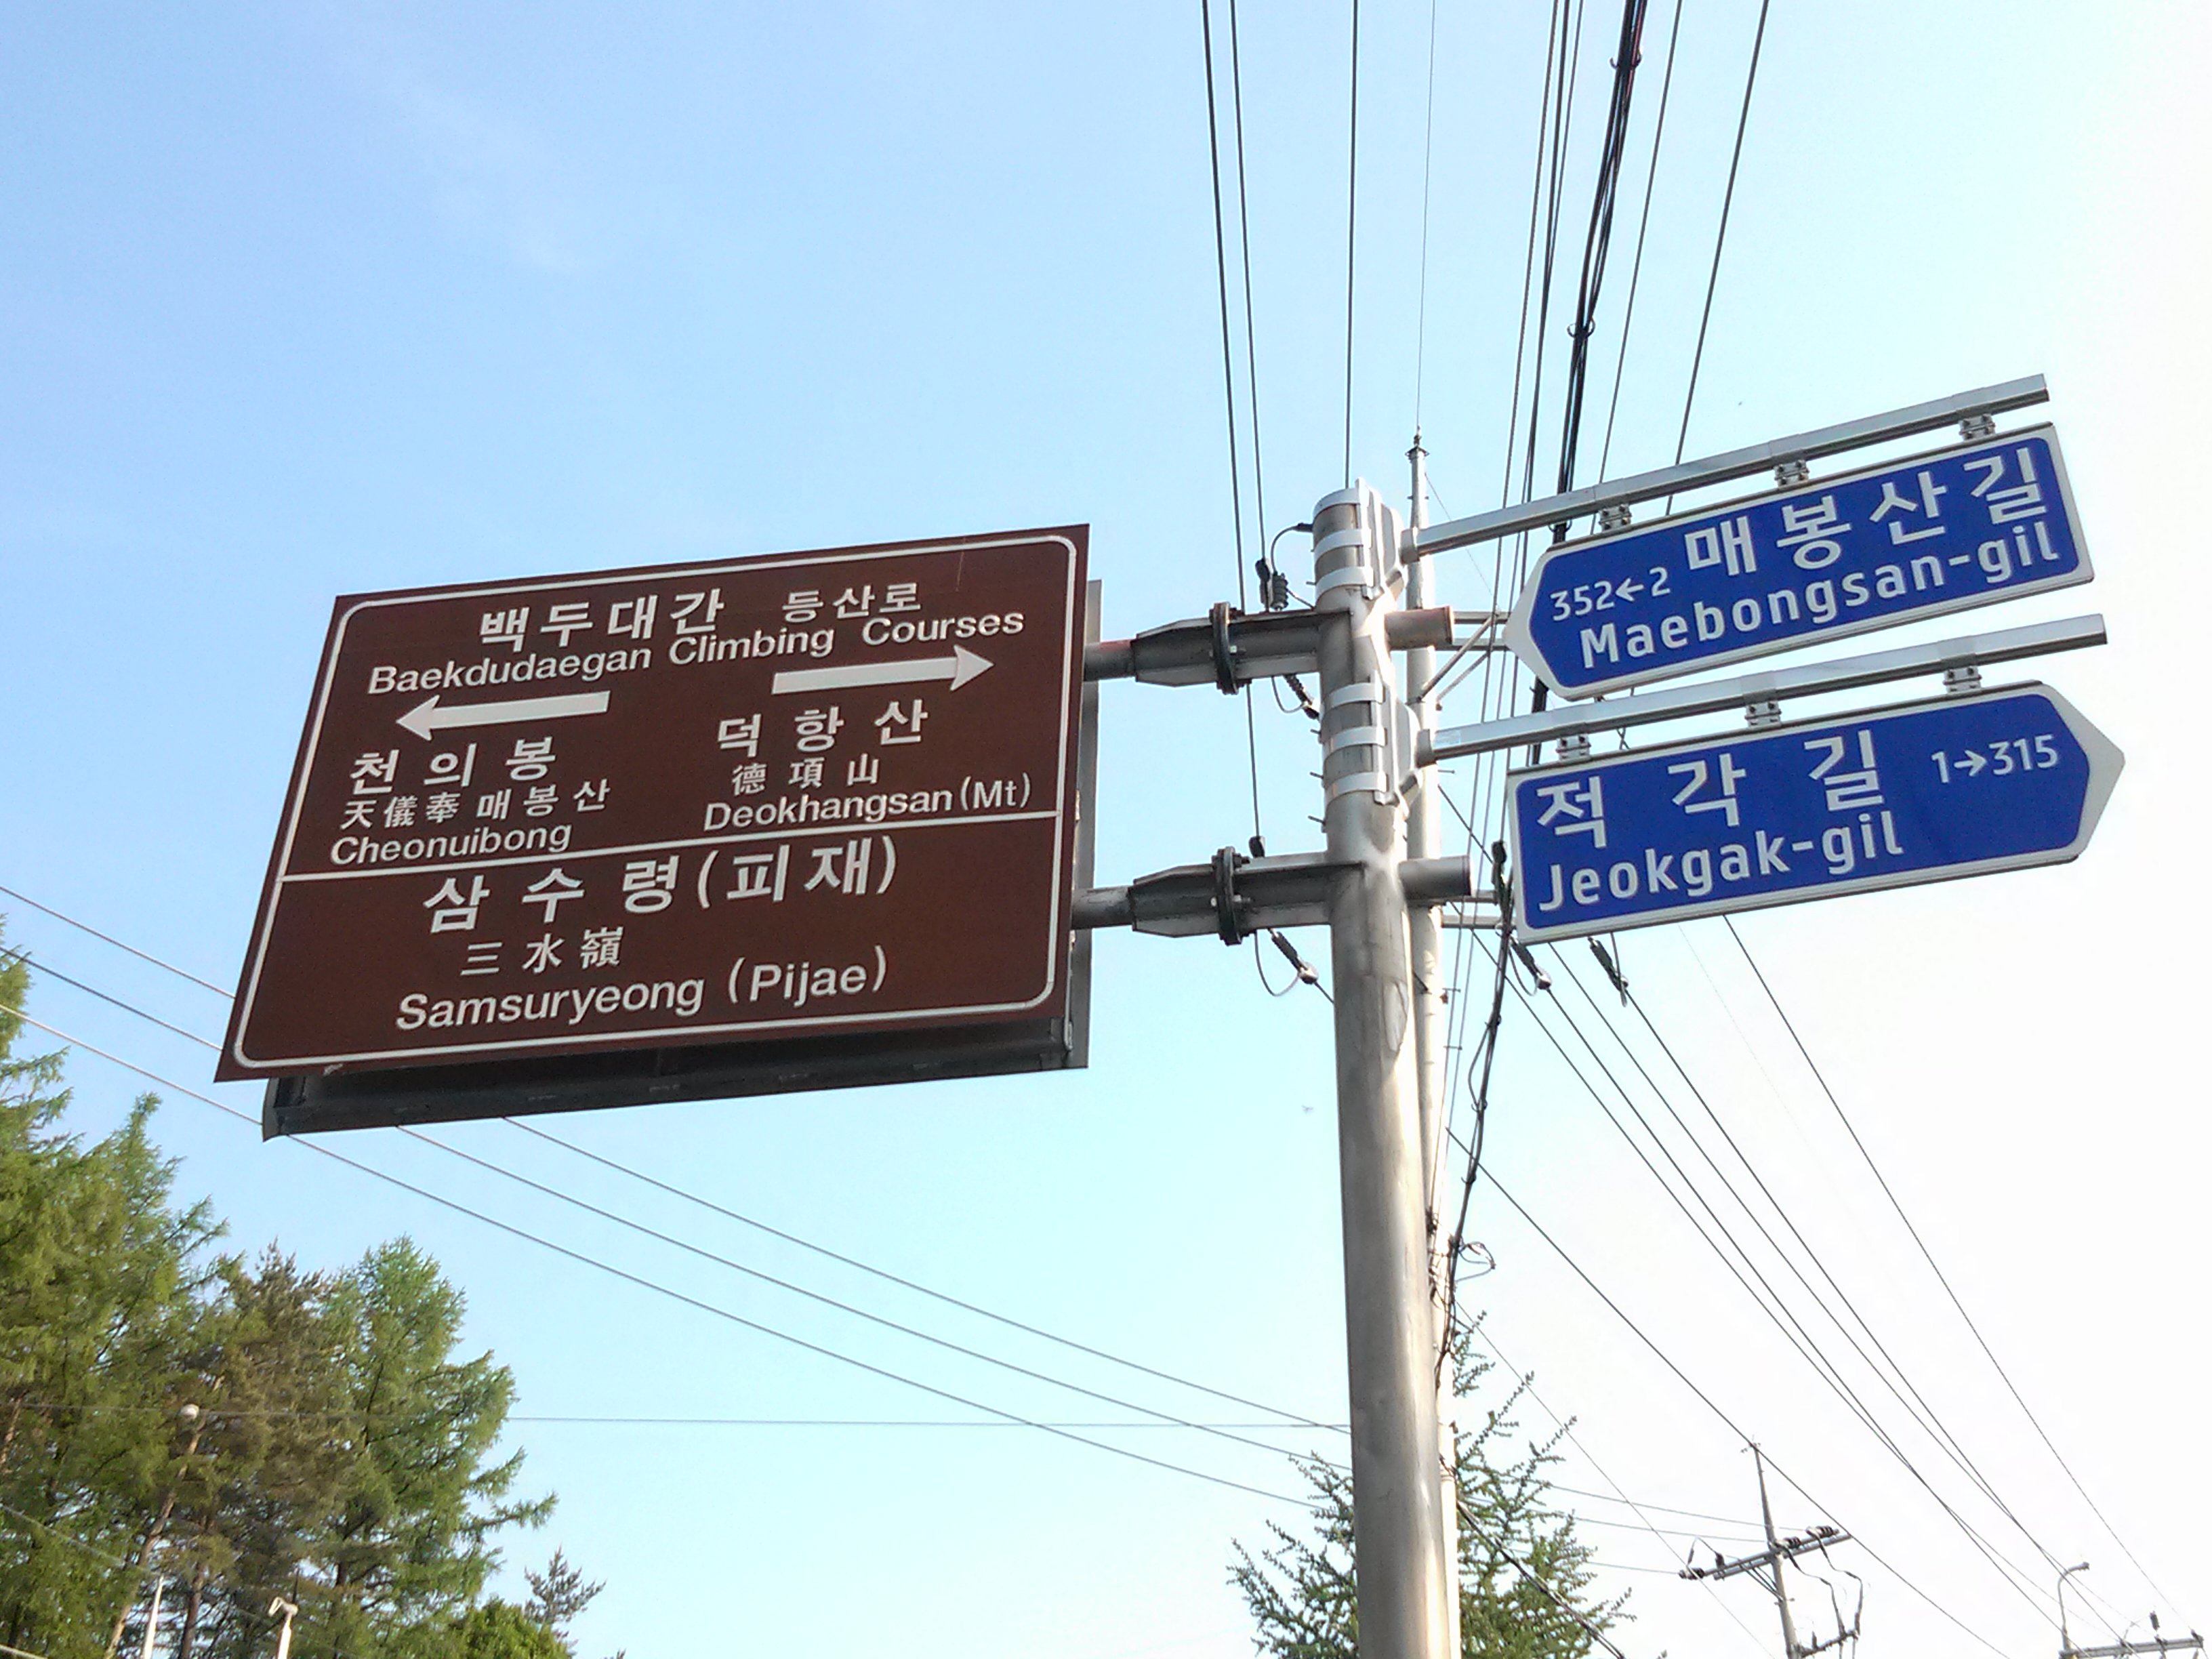 백두대간 등산로
Baekdudaegan Climbing Courses
← →
천의봉
天儀奉 매봉산
Cheonuibong
덕항산
德項山
Deokhangsan(Mt)
삼수령(피재)
三水嶺
Samsuryeong (Pijae)
352←2 매봉산길
Maebongsan-gil
적각길 1→315
Jeokgak-gil